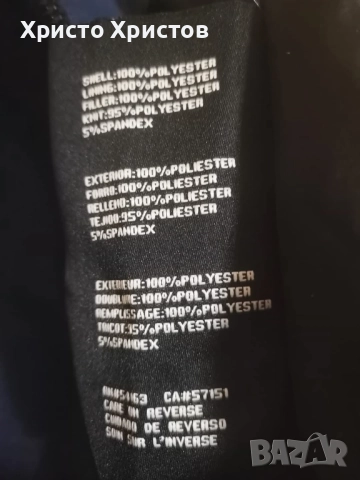 Христо Христов
SHELL:100%POLYESTER
LINING:100%POLYESTER
FILLER:100%POLYESTER
KNIT:95%POLYESTER
5%SPANDEX
EXTERIOR:100%POLIESTER
FORRO:100%POLIESTER
RELLENO:100%POLIESTER
TEJIDO:95%POLIESTER
5%SPANDEX
EXTERIEUR:100%POLYESTER
DOUBLURE:100%POLYESTER
REMPLISSAGE:100%POLYESTER
TRICOT:95%POLYESTER
5%SPANDEX
CA#57151
CARE ON REVERSE
CUIDADO DE REVERSO
SOIN SUR L'INVERSE
BAZAR